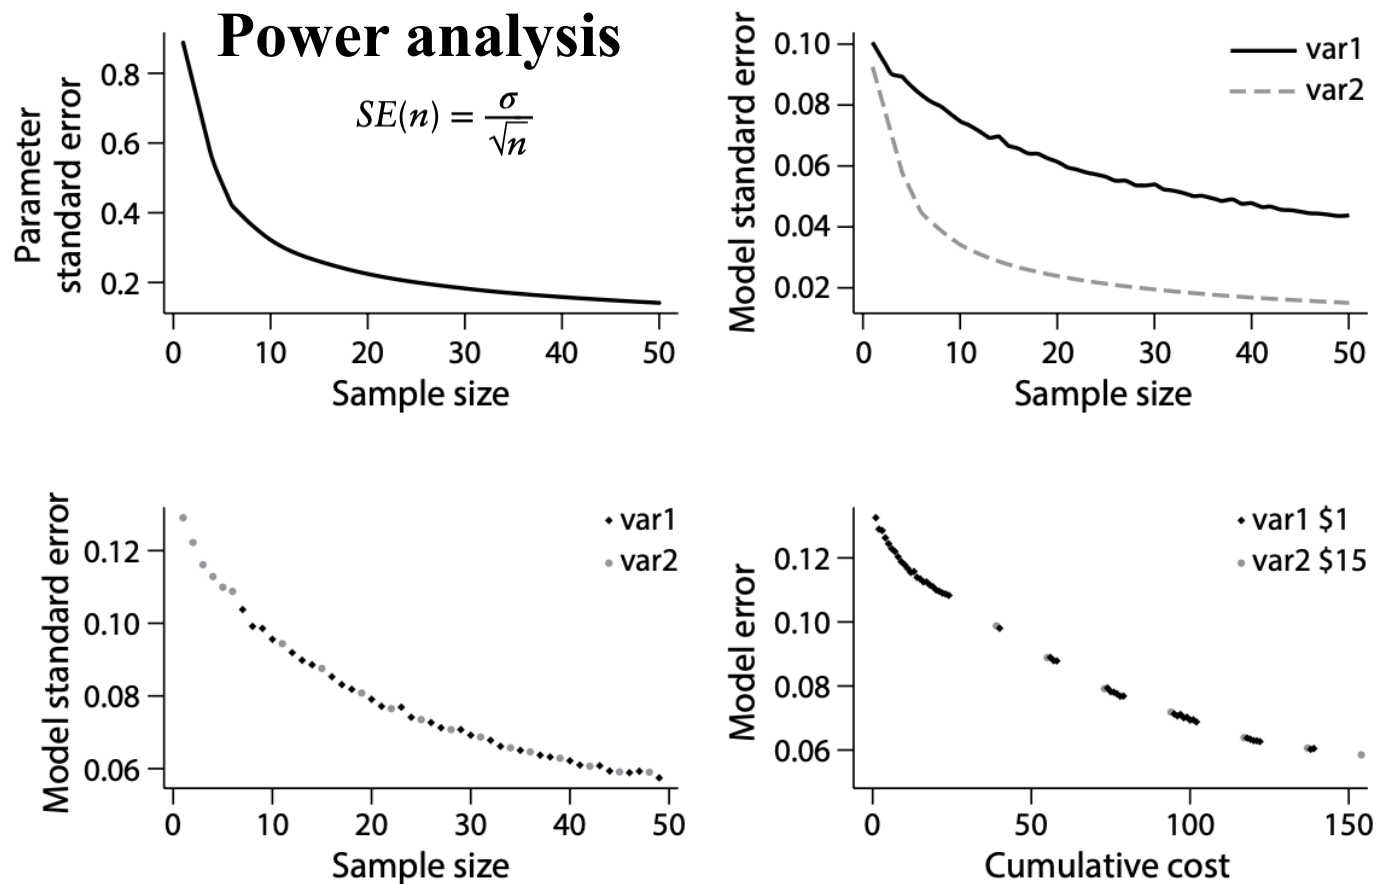 Power analysis
SE(n) = σ/√n
Parameter
standard error
0.8
0.6
0.4
0.2
0 10 20 30 40 50
Sample size
Model standard error
0.10
0.08
0.06
0.04
0.02
var1
var2
0 10 20 30 40 50
Sample size
Model standard error
0.12
0.10
0.08
0.06
var1
var2
0 10 20 30 40 50
Sample size
Model error
0.12
0.10
0.08
0.06
var1 $1
var2 $15
0 50 100 150
Cumulative cost